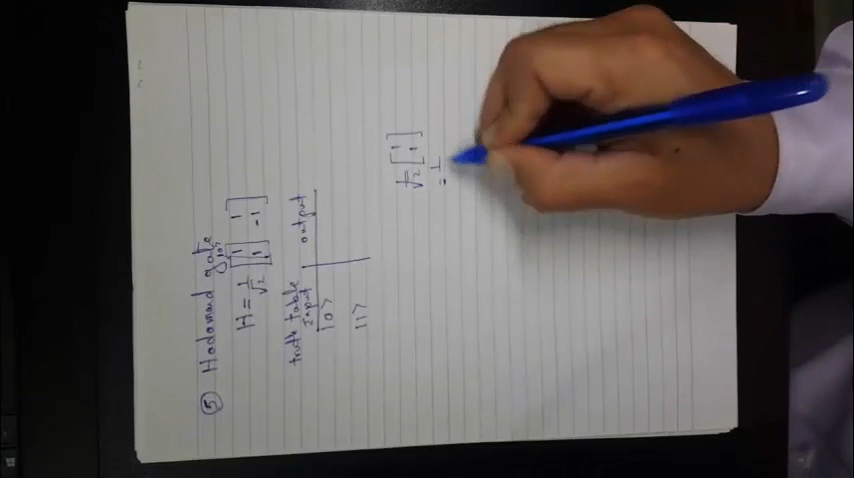 ⑤ Hadamard gate
H = 1/√2 [1 1
1 -1]
truth table
Input output
|0>
|1>
1/√2 [1
1]
= 1